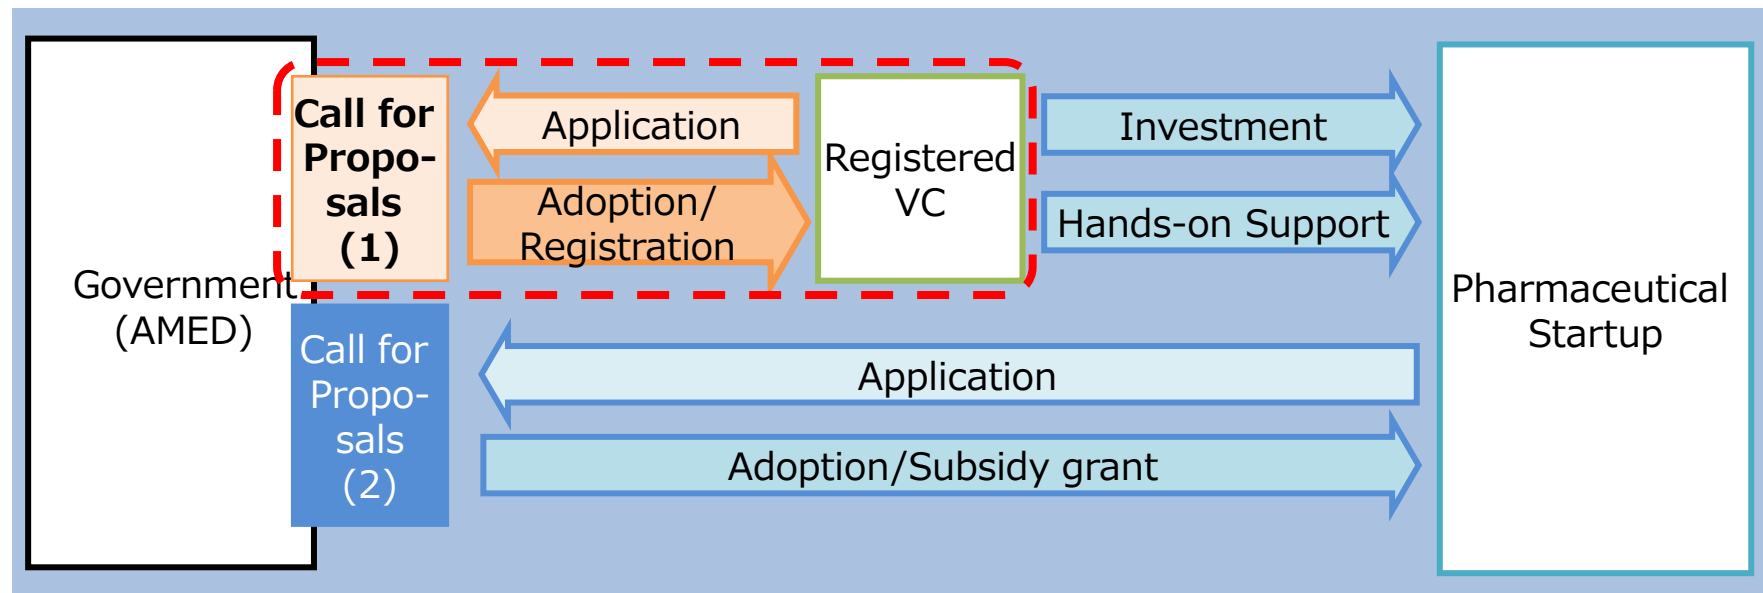 Government
(AMED)
Call for
Propo-
sals
(1)
Application
Adoption/
Registration
Registered
VC
Investment
Hands-on Support
Call for
Propo-
sals
(2)
Application
Adoption/Subsidy grant
Pharmaceutical
Startup